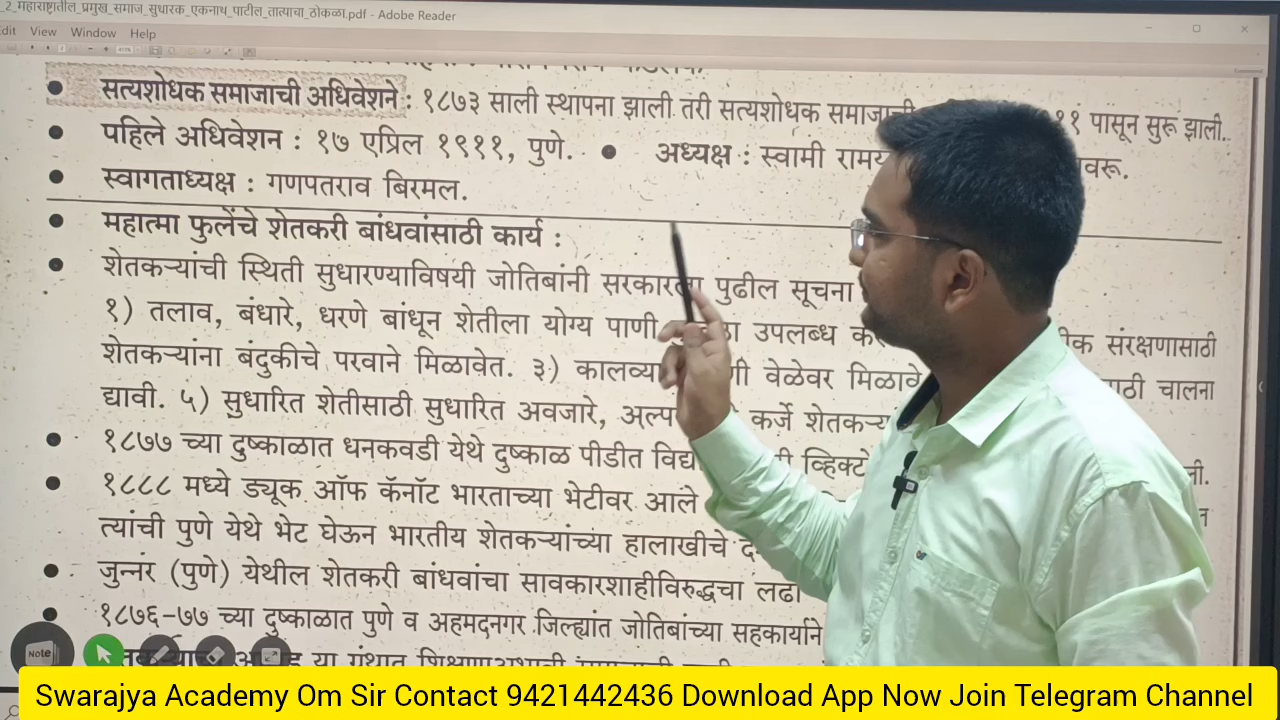 _2_महाराष्ट्रातील_प्रमुख_समाज_सुधारक_एकनाथ_पाटील_तात्याचा_ठोकळा.pdf - Adobe Reader
Edit View Window Help
• सत्यशोधक समाजाची अधिवेशने : १८७३ साली स्थापना झाली तरी सत्यशोधक समाजाची ११ पासून सुरू झाली.
• पहिले अधिवेशन : १७ एप्रिल १९११, पुणे. • अध्यक्ष : स्वामी रामय वरू.
• स्वागताध्यक्ष : गणपतराव बिरमल.
• महात्मा फुलेंचे शेतकरी बांधवांसाठी कार्य :
• शेतकऱ्यांची स्थिती सुधारण्याविषयी जोतिबांनी सरकारला पुढील सूचना
१) तलाव, बंधारे, धरणे बांधून शेतीला योग्य पाणी उपलब्ध क पीक संरक्षणासाठी
शेतकऱ्यांना बंदुकीचे परवाने मिळावेत. ३) कालव्या णी वेळेवर मिळावे ठी चालना
द्यावी. ५) सुधारित शेतीसाठी सुधारित अवजारे, अल्प कर्जे शेतकऱ्या
• १८७७ च्या दुष्काळात धनकवडी येथे दुष्काळ पीडीत विद्या व्हिक्टो ली.
• १८८८ मध्ये ड्यूक ऑफ कॅनॉट भारताच्या भेटीवर आले
त्यांची पुणे येथे भेट घेऊन भारतीय शेतकऱ्यांच्या हालाखीचे द
• जुन्नर (पुणे) येथील शेतकरी बांधवांचा सावकारशाहीविरुद्धचा लढा
• १८७६-७७ च्या दुष्काळात पुणे व अहमदनगर जिल्ह्यांत जोतिबांच्या सहकार्याने
या ग्रंथात
Note
Swarajya Academy Om Sir Contact 9421442436 Download App Now Join Telegram Channel